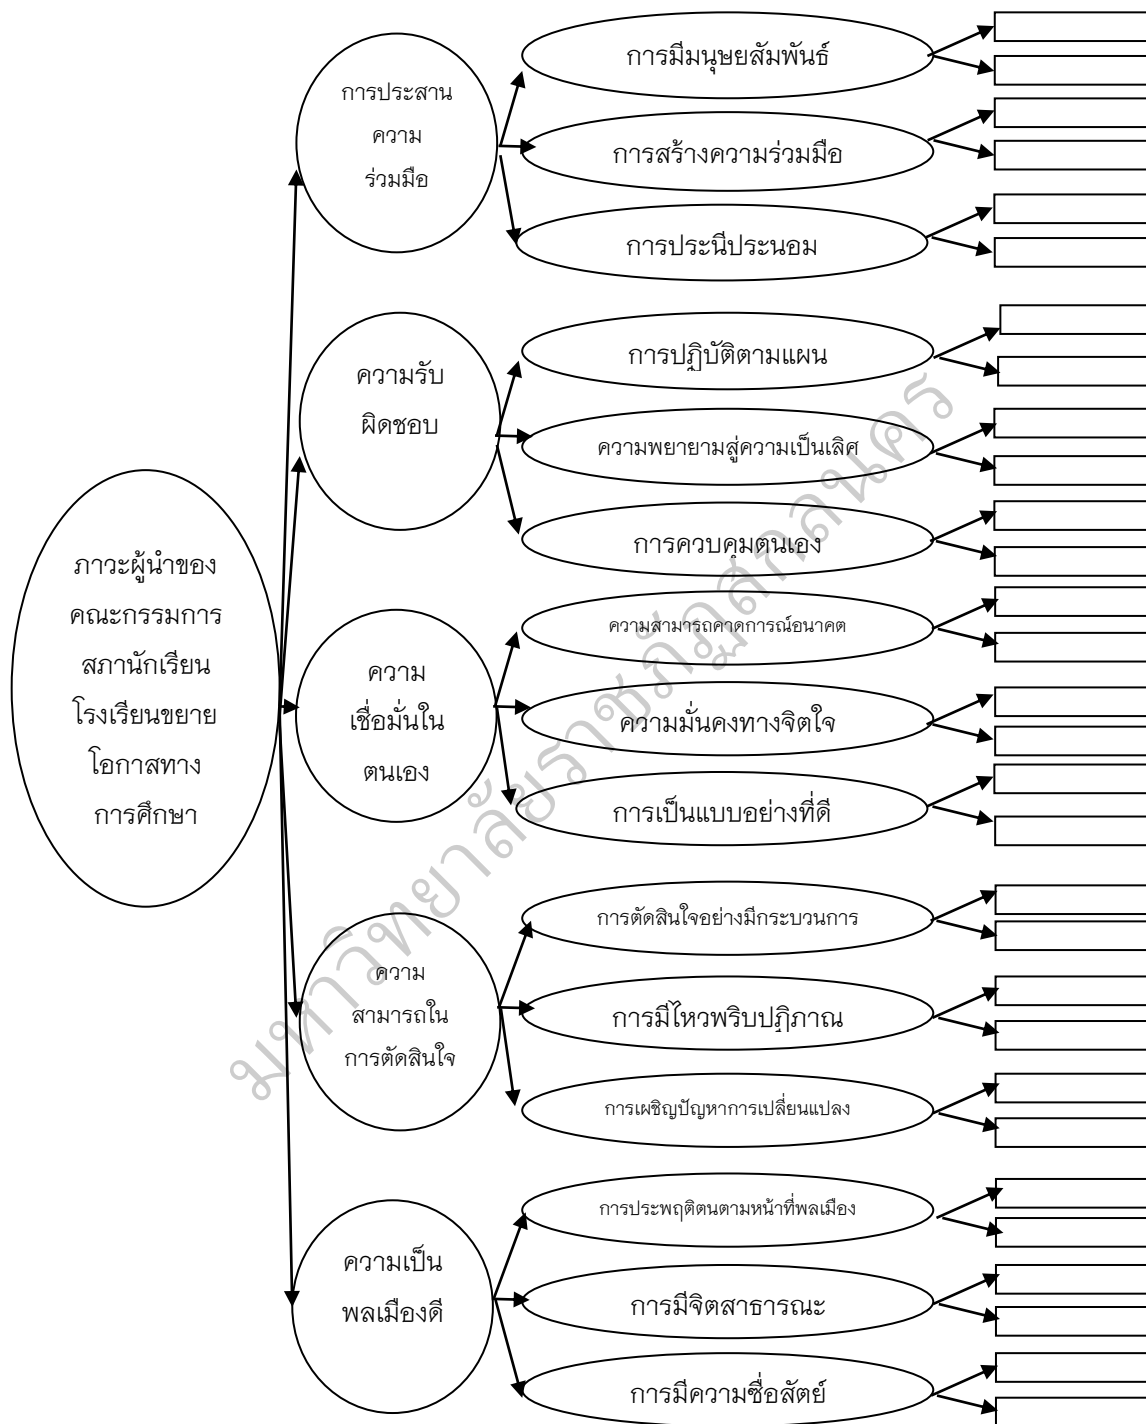 ภาวะผู้นำของ
คณะกรรมการ
สภานักเรียน
โรงเรียนขยาย
โอกาสทาง
การศึกษา
การประสาน
ความ
ร่วมมือ
การมีมนุษยสัมพันธ์
การสร้างความร่วมมือ
การประนีประนอม
ความรับ
ผิดชอบ
การปฏิบัติตามแผน
ความพยายามสู่ความเป็นเลิศ
การควบคุมตนเอง
ความ
เชื่อมั่นใน
ตนเอง
ความสามารถคาดการณ์อนาคต
ความมั่นคงทางจิตใจ
การเป็นแบบอย่างที่ดี
ความ
สามารถใน
การตัดสินใจ
การตัดสินใจอย่างมีกระบวนการ
การมีไหวพริบปฏิภาณ
การเผชิญปัญหาการเปลี่ยนแปลง
ความเป็น
พลเมืองดี
การประพฤติตนตามหน้าที่พลเมือง
การมีจิตสาธารณะ
การมีความซื่อสัตย์
มหาวิทยาลัยราชภัฏสกลนคร